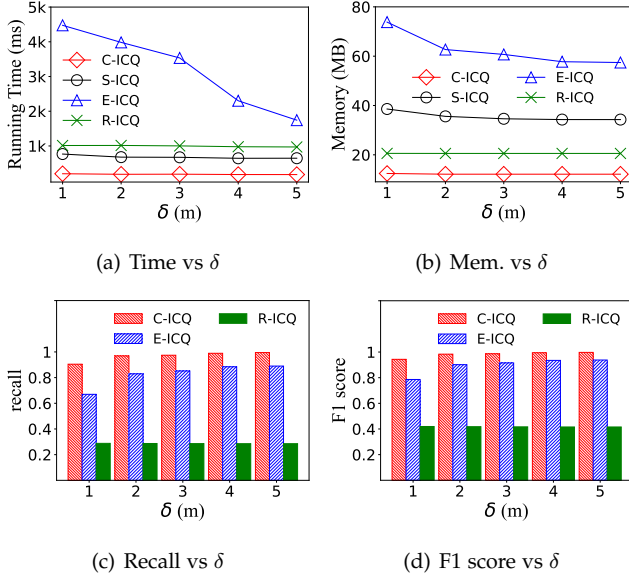 5k
4k
3k
2k
1k
Running Time (ms)
C-ICQ
S-ICQ
E-ICQ
R-ICQ
1 2 3 4 5
δ (m)
(a) Time vs δ
80
60
40
20
Memory (MB)
C-ICQ E-ICQ
S-ICQ R-ICQ
1 2 3 4 5
δ (m)
(b) Mem. vs δ
C-ICQ R-ICQ
E-ICQ
1
0.8
0.6
0.4
0.2
recall
1 2 3 4 5
δ (m)
(c) Recall vs δ
C-ICQ R-ICQ
E-ICQ
1
0.8
0.6
0.4
0.2
F1 score
1 2 3 4 5
δ (m)
(d) F1 score vs δ